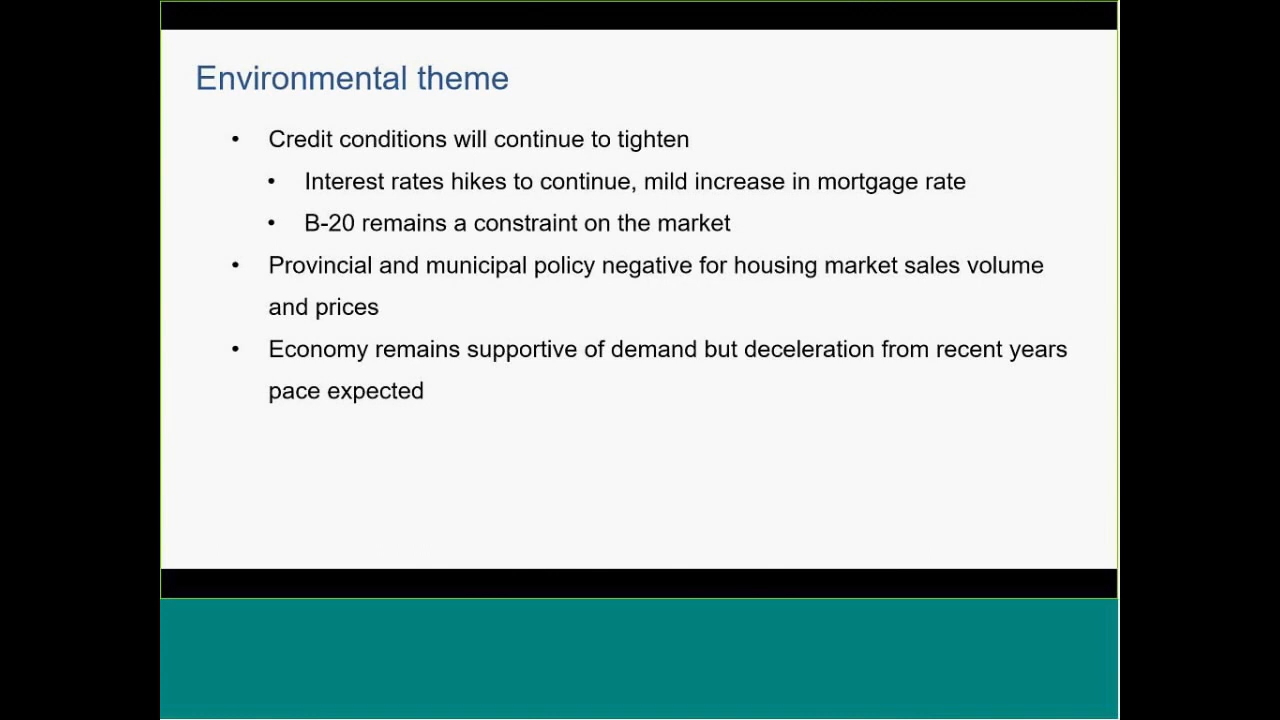 Environmental theme
• Credit conditions will continue to tighten
• Interest rates hikes to continue, mild increase in mortgage rate
• B-20 remains a constraint on the market
• Provincial and municipal policy negative for housing market sales volume
and prices
• Economy remains supportive of demand but deceleration from recent years
pace expected